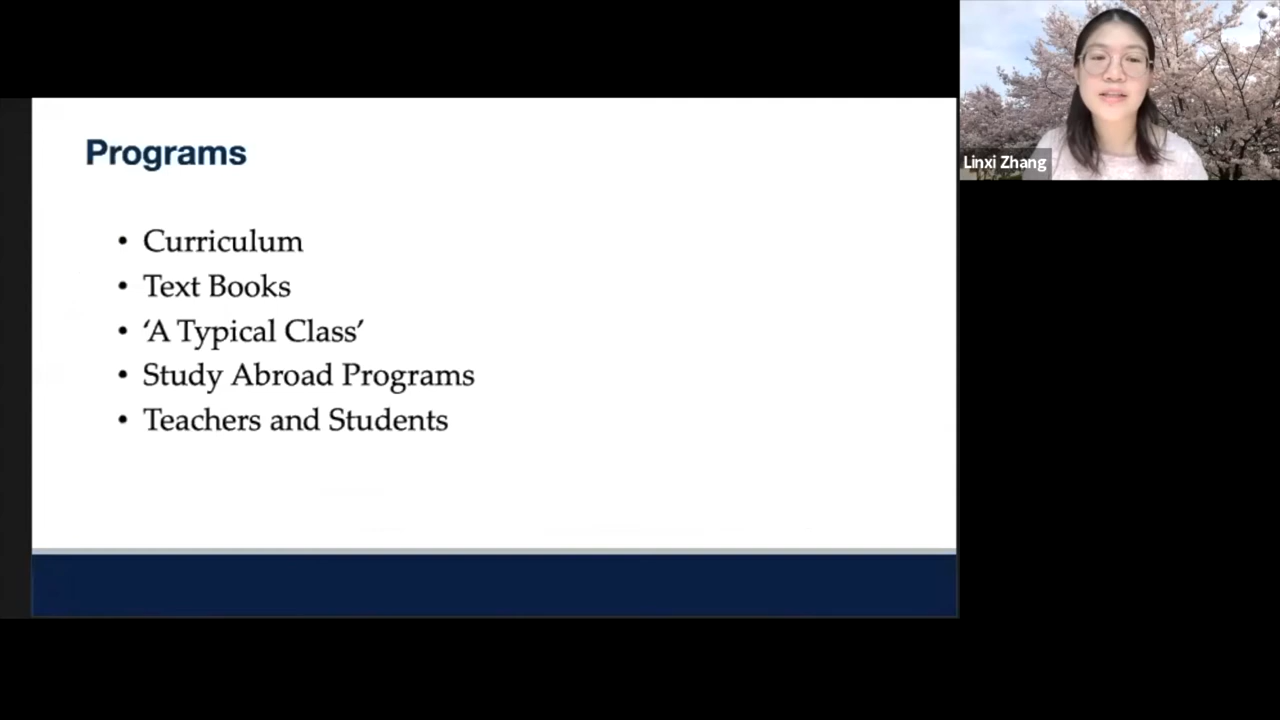 Programs
• Curriculum
• Text Books
• ‘A Typical Class’
• Study Abroad Programs
• Teachers and Students
Linxi Zhang